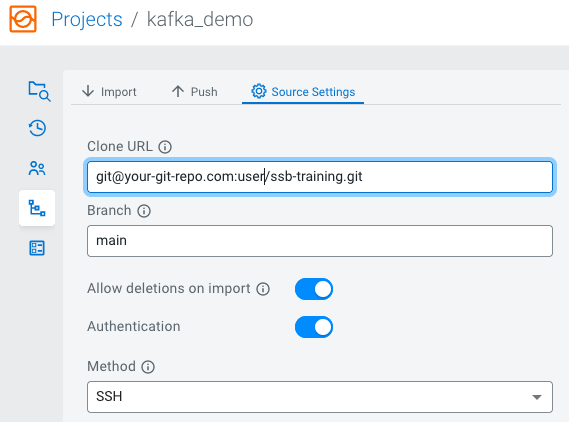 Projects / kafka_demo
Import Push Source Settings
Clone URL
git@your-git-repo.com:user/ssb-training.git
Branch
main
Allow deletions on import
Authentication
Method
SSH